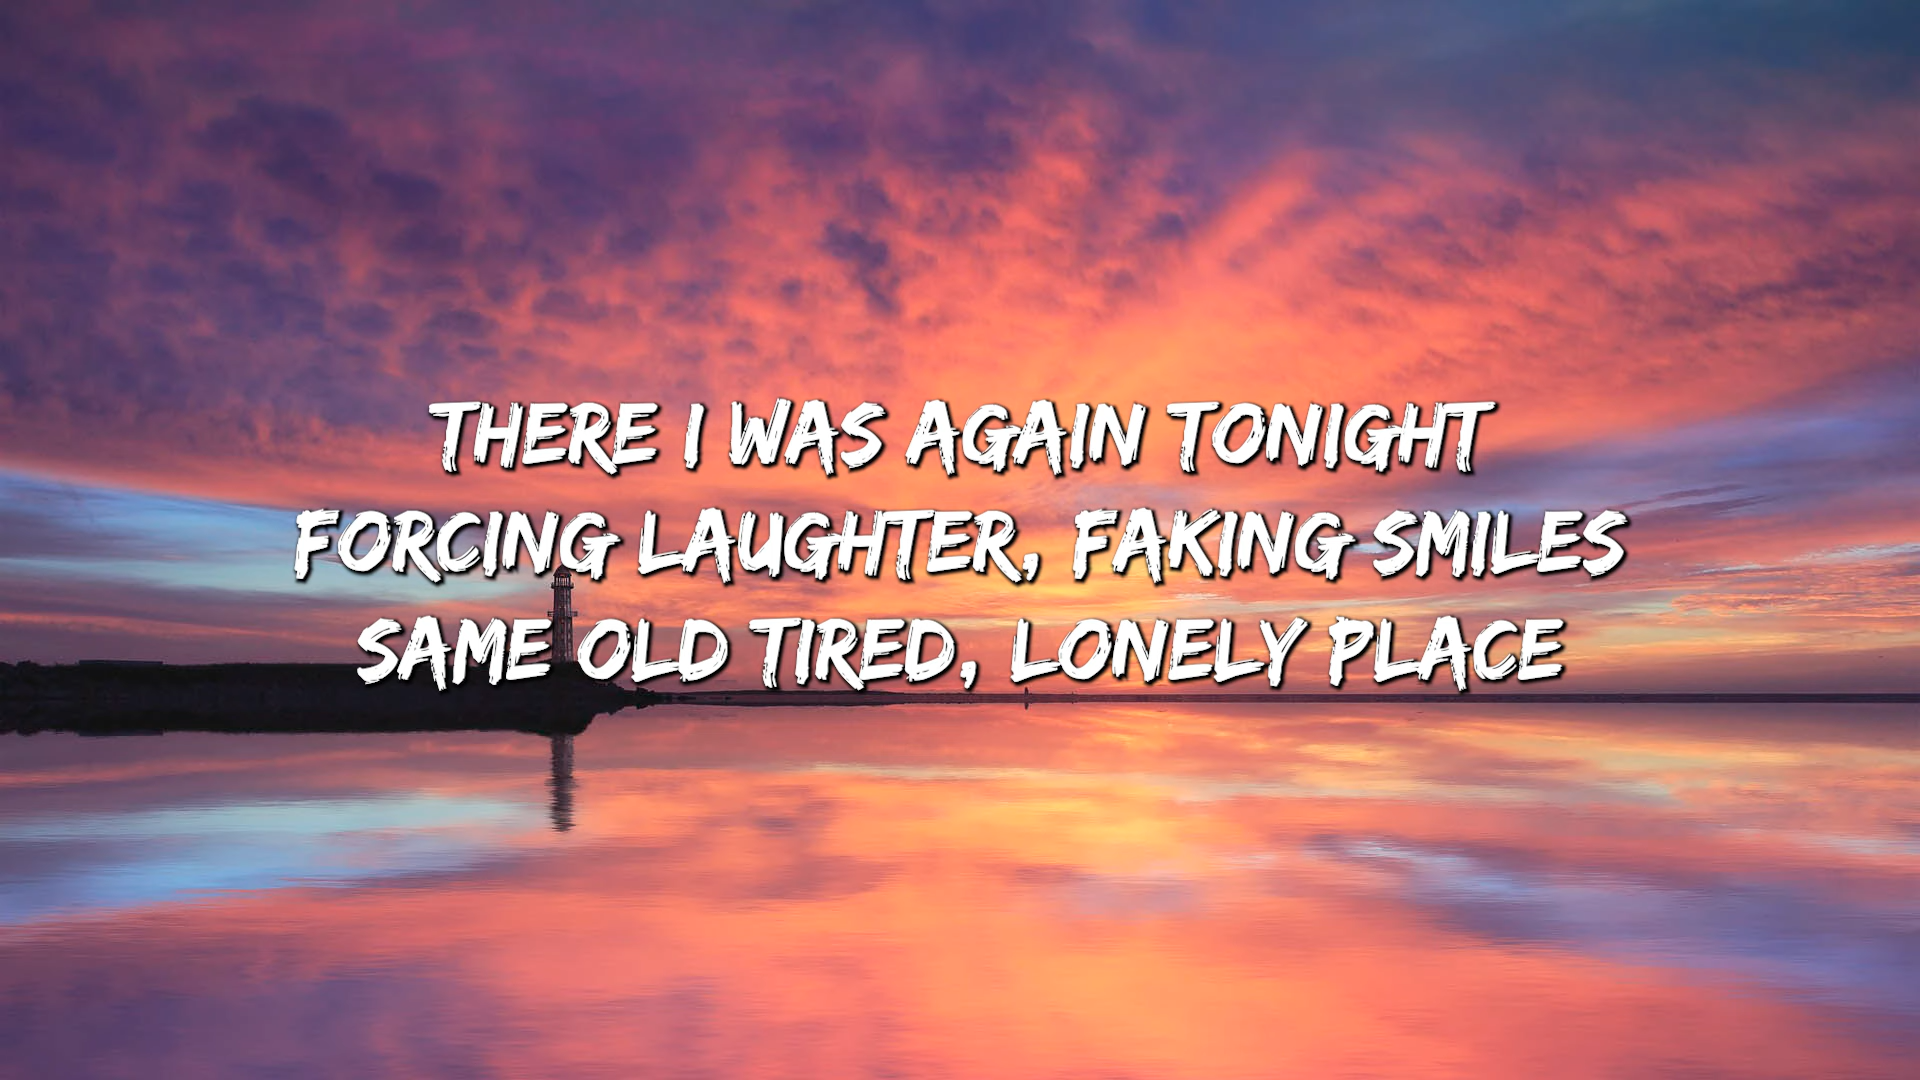 THERE I WAS AGAIN TONIGHT
FORCING LAUGHTER, FAKING SMILES
SAME OLD TIRED, LONELY PLACE